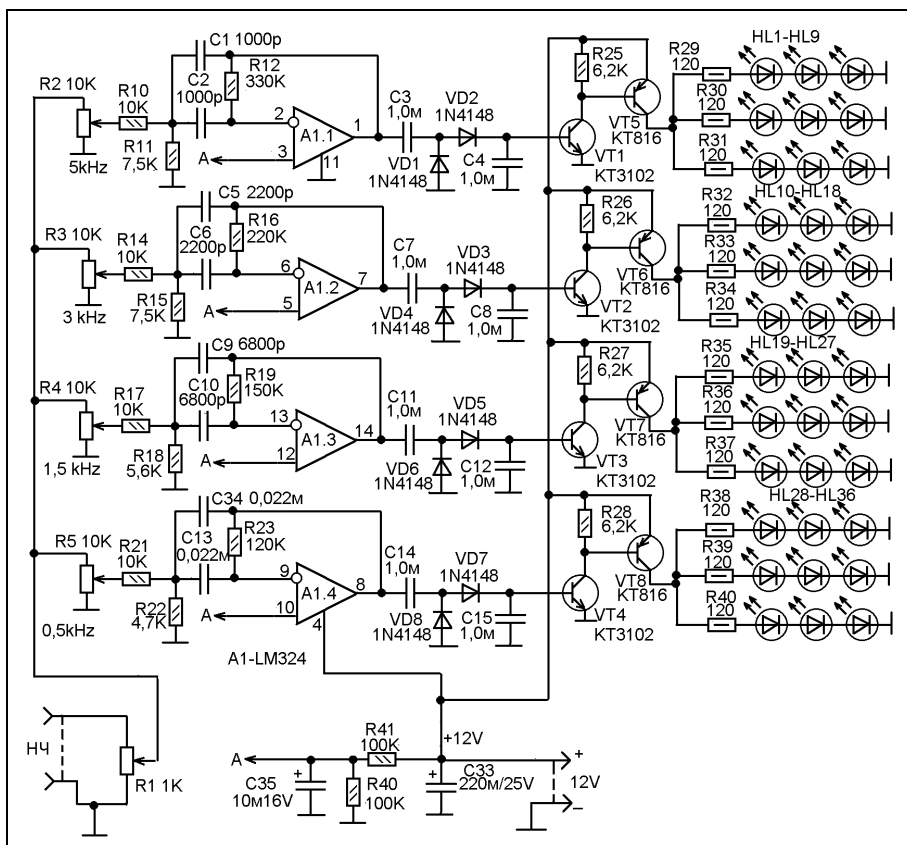 C1 1000p
R2 10K
R10
10K
C2
1000p
R12
330K
2
A1.1
1
3
11
A
5kHz
R11
7,5K
C3
1,0м
VD2
1N4148
VD1
1N4148
C4
1,0м
R25
6,2K
VT5
KT816
VT1
KT3102
HL1-HL9
R29
120
R30
120
R31
120
C5
2200p
R3 10K
R14
10K
C6
2200p
R16
220K
6
A1.2
7
5
A
3 kHz
R15
7,5K
C7
1,0м
VD3
1N4148
VD4
1N4148
C8
1,0м
R26
6,2K
VT6
KT816
VT2
KT3102
HL10-HL18
R32
120
R33
120
R34
120
C9 6800p
R4 10K
R17
10K
C10
6800p
R19
150K
13
A1.3
14
12
A
1,5 kHz
R18
5,6K
C11
1,0м
VD5
1N4148
VD6
1N4148
C12
1,0м
R27
6,2K
VT7
KT816
VT3
KT3102
HL19-HL27
R35
120
R36
120
R37
120
C34 0,022м
R5 10K
R21
10K
C13
0,022м
R23
120K
9
A1.4
8
10
4
A
0,5kHz
R22
4,7K
C14
1,0м
VD7
1N4148
VD8
1N4148
C15
1,0м
R28
6,2K
VT8
KT816
VT4
KT3102
HL28-HL36
R38
120
R39
120
R40
120
A1-LM324
НЧ
R1 1K
A
R41
100K
+12V
+
C35
10м16V
R40
100K
+
C33
220м/25V
+
12V
–